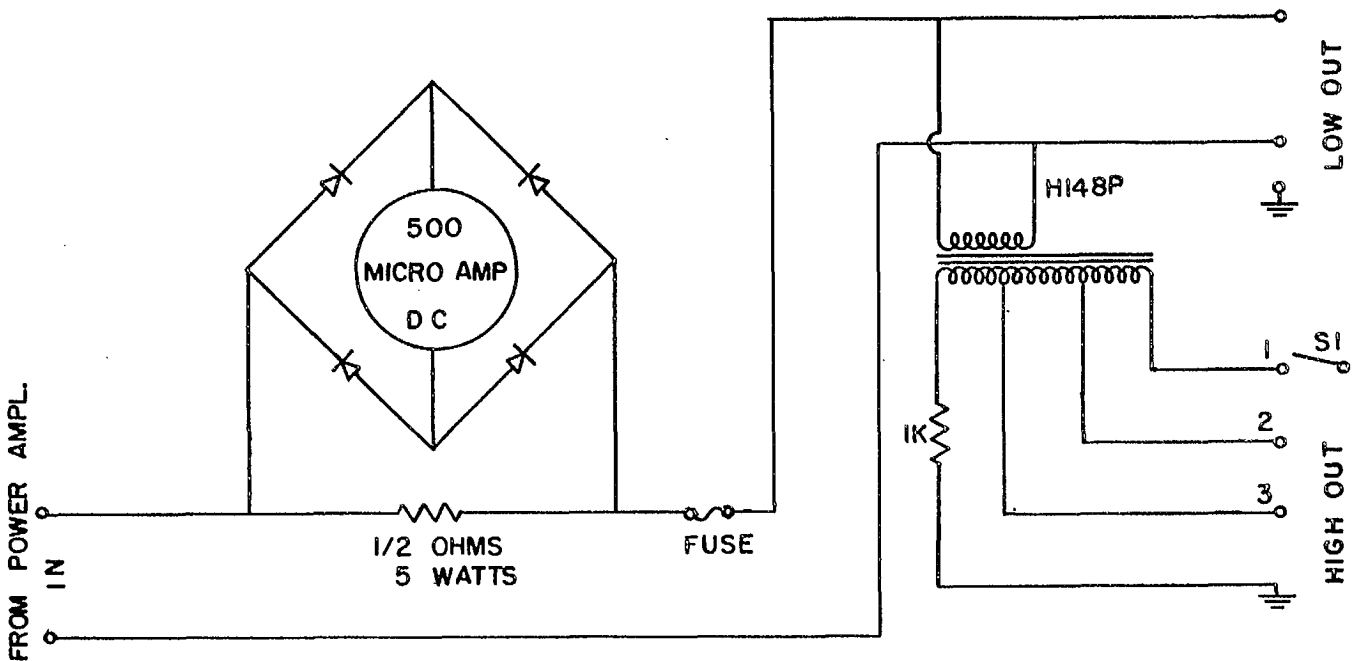 500
MICRO AMP
DC
LOW OUT
H148P
1
S1
2
3
HIGH OUT
1K
FROM POWER AMPL.
IN
1/2 OHMS
5 WATTS
FUSE